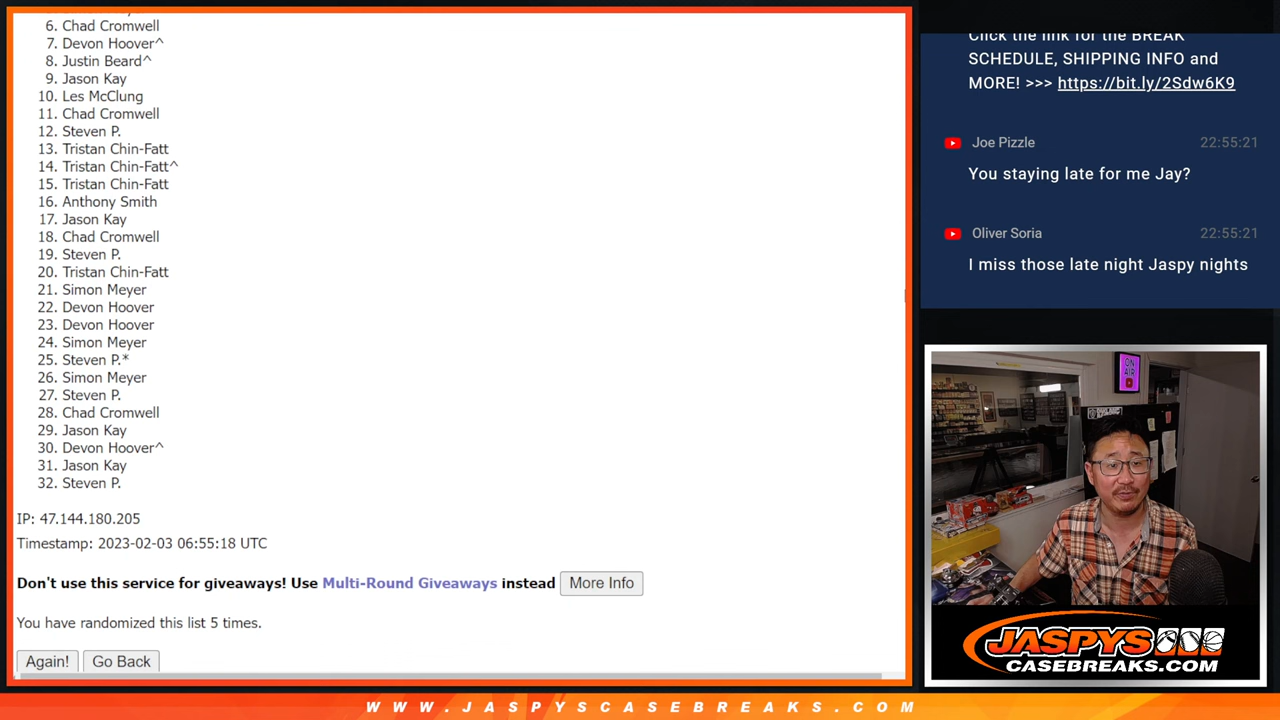 6. Chad Cromwell
7. Devon Hoover^
8. Justin Beard^
9. Jason Kay
10. Les McClung
11. Chad Cromwell
12. Steven P.
13. Tristan Chin-Fatt
14. Tristan Chin-Fatt^
15. Tristan Chin-Fatt
16. Anthony Smith
17. Jason Kay
18. Chad Cromwell
19. Steven P.
20. Tristan Chin-Fatt
21. Simon Meyer
22. Devon Hoover
23. Devon Hoover
24. Simon Meyer
25. Steven P.*
26. Simon Meyer
27. Steven P.
28. Chad Cromwell
29. Jason Kay
30. Devon Hoover^
31. Jason Kay
32. Steven P.
IP: 47.144.180.205
Timestamp: 2023-02-03 06:55:18 UTC
Don't use this service for giveaways! Use Multi-Round Giveaways instead More Info
You have randomized this list 5 times.
Again! Go Back
Click the link for the BREAK
SCHEDULE, SHIPPING INFO and
MORE! >>> https://bit.ly/2Sdw6K9
Joe Pizzle 22:55:21
You staying late for me Jay?
Oliver Soria 22:55:21
I miss those late night Jaspy nights
ON
AIR
JASPYS
CASEBREAKS.COM
WWW.JASPYSCASEBREAKS.COM